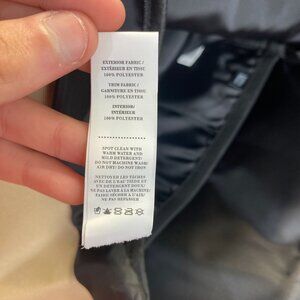 EXTERIOR FABRIC /
EXTÉRIEUR EN TISSU
100% POLYESTER
TRIM FABRIC /
GARNITURE EN TISSU
100% POLYESTER
INTERIOR/
INTÉRIEUR
100% POLYESTER
SPOT CLEAN WITH
WARM WATER AND
MILD DETERGENT/
DO NOT MACHINE WASH
OR DRY/ DO NOT IRON
NETTOYER LES TÂCHES
AVEC DE L'EAU TIÈDE ET
UN DÉTERGENT DOUX/
NE PAS LAVER À LA MACHINE/
FAIRE SÉCHER À L'AIR/
NE PAS REPASSER